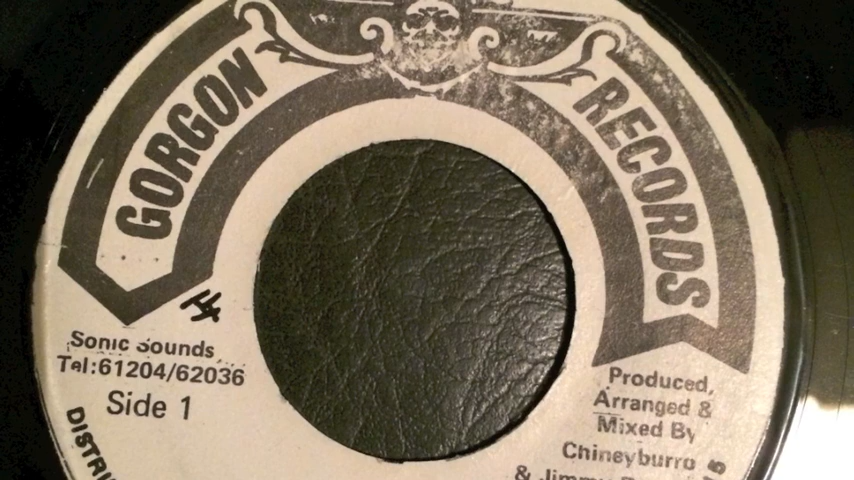 GORGON RECORDS
Sonic Sounds
Tel:61204/62036
Side 1
Produced,
Arranged &
Mixed By
Chineyburro
&